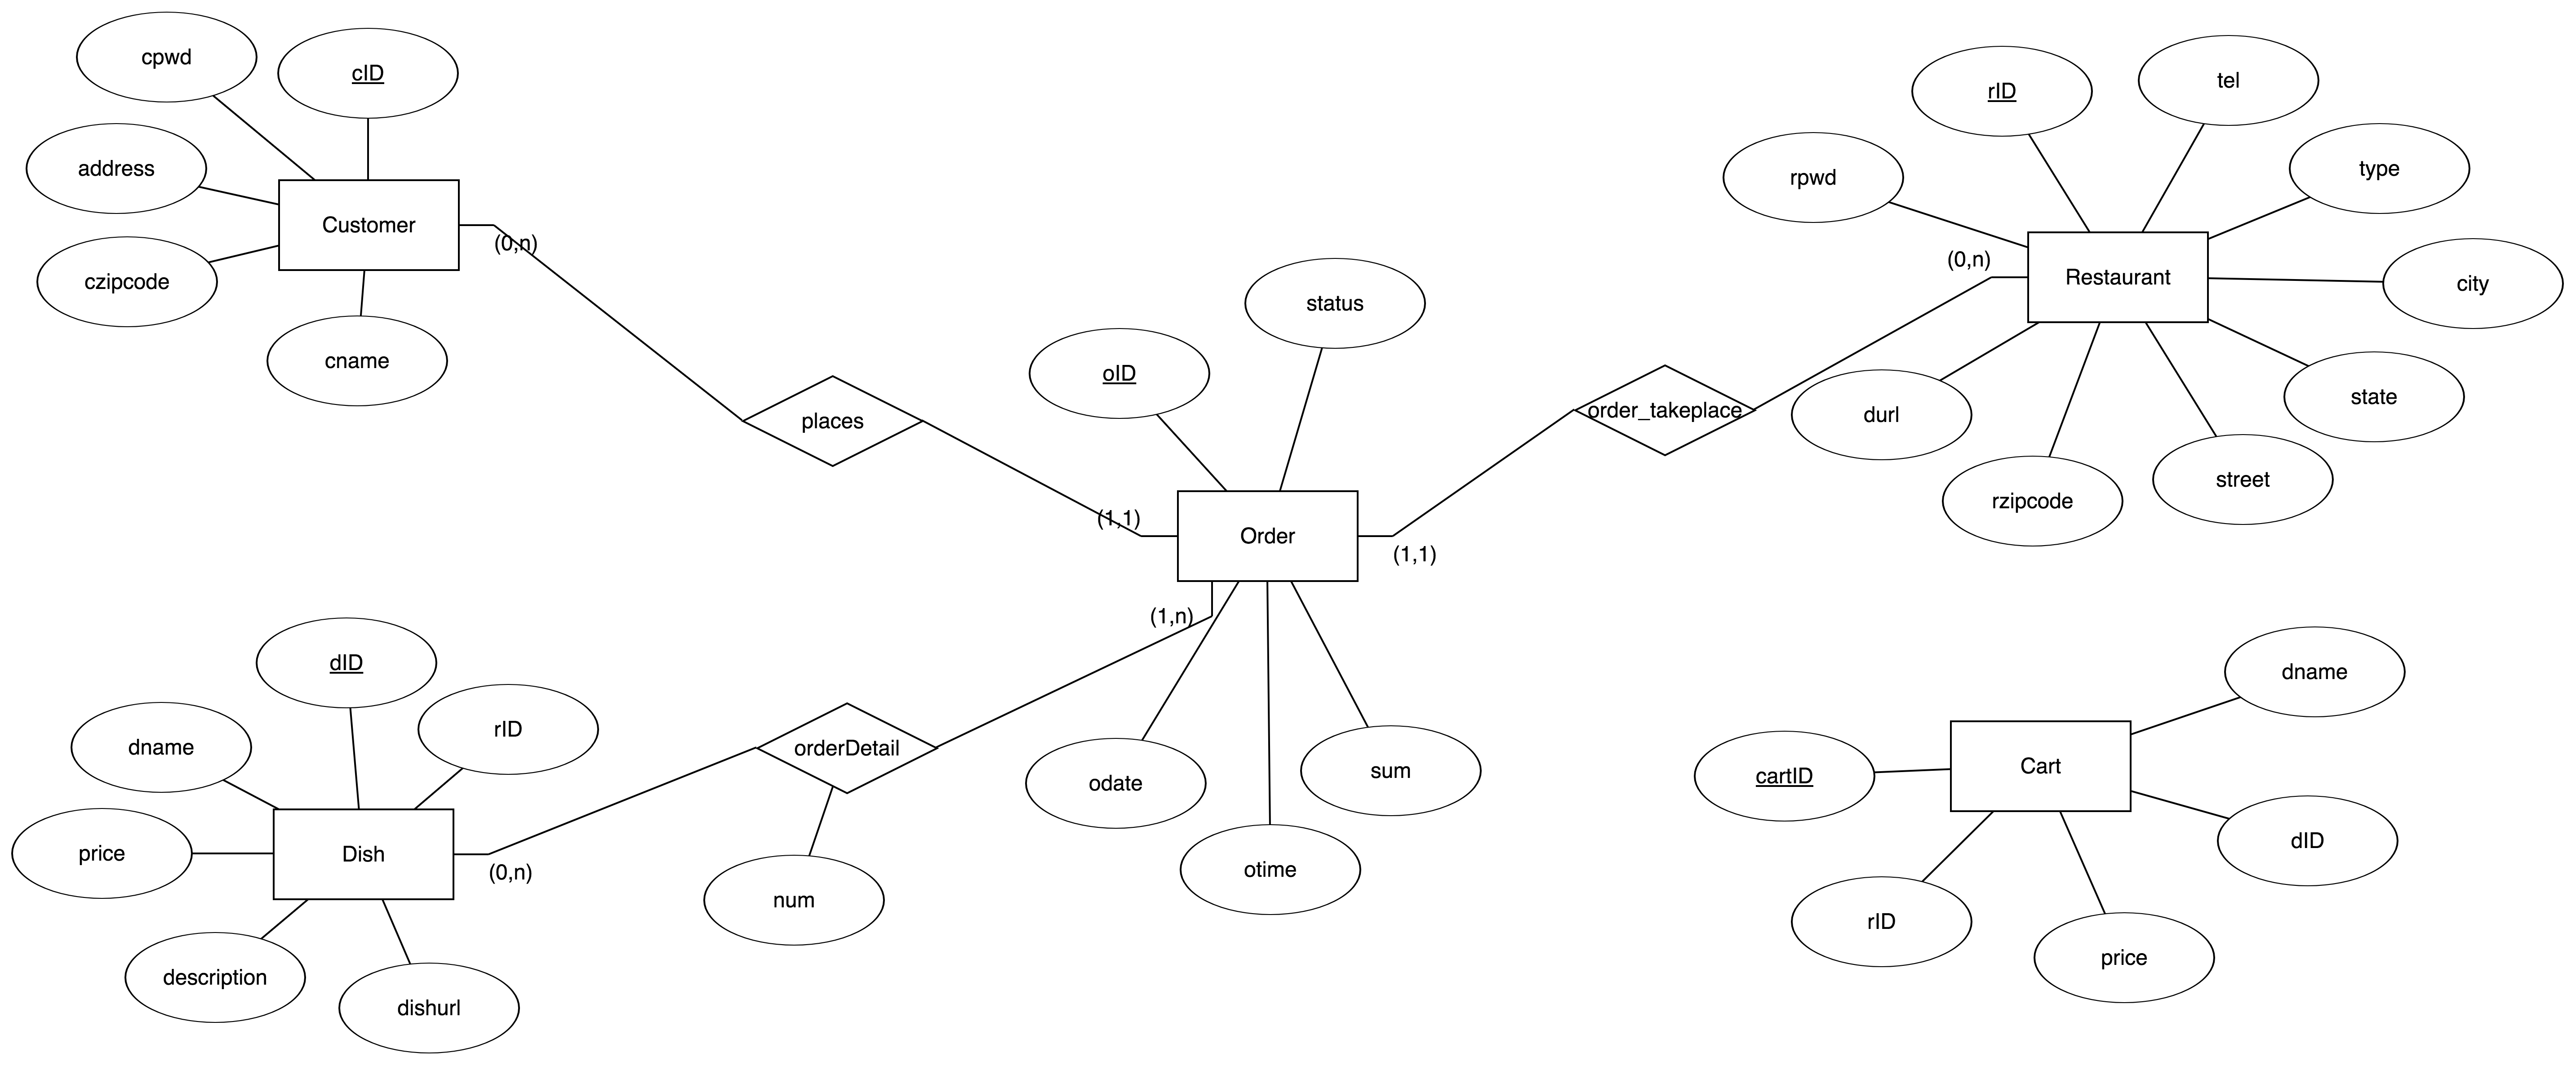 cpwd
cID
address
Customer
czipcode
cname
(0,n)
places
(1,1)
oID
status
Order
(1,1)
(1,n)
odate
otime
sum
order_takeplace
(0,n)
rID
tel
rpwd
type
Restaurant
city
durl
state
rzipcode
street
dID
dname
rID
price
Dish
(0,n)
description
dishurl
orderDetail
num
dname
cartID
Cart
dID
rID
price